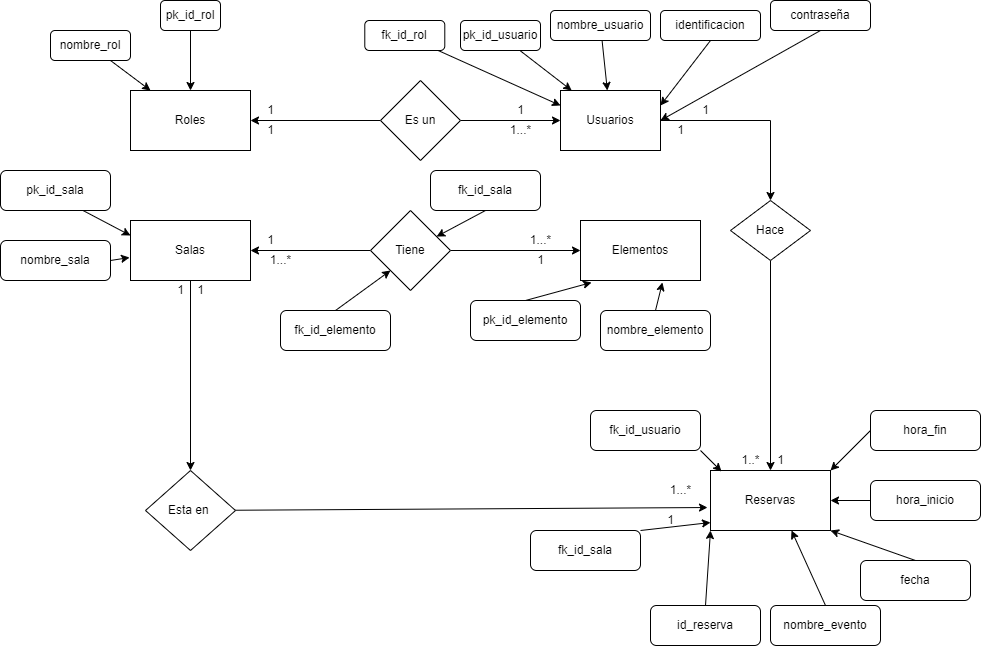 pk_id_rol
contraseña
nombre_usuario
identificacion
fk_id_rol
pk_id_usuario
nombre_rol
1
1
1
Roles
Es un
Usuarios
1
1...*
1
pk_id_sala
fk_id_sala
Hace
1
1...*
Salas
Tiene
Elementos
nombre_sala
1...*
1
1
1
pk_id_elemento
fk_id_elemento
nombre_elemento
fk_id_usuario
hora_fin
1..*
1
1...*
Reservas
hora_inicio
Esta en
1
fk_id_sala
fecha
id_reserva
nombre_evento